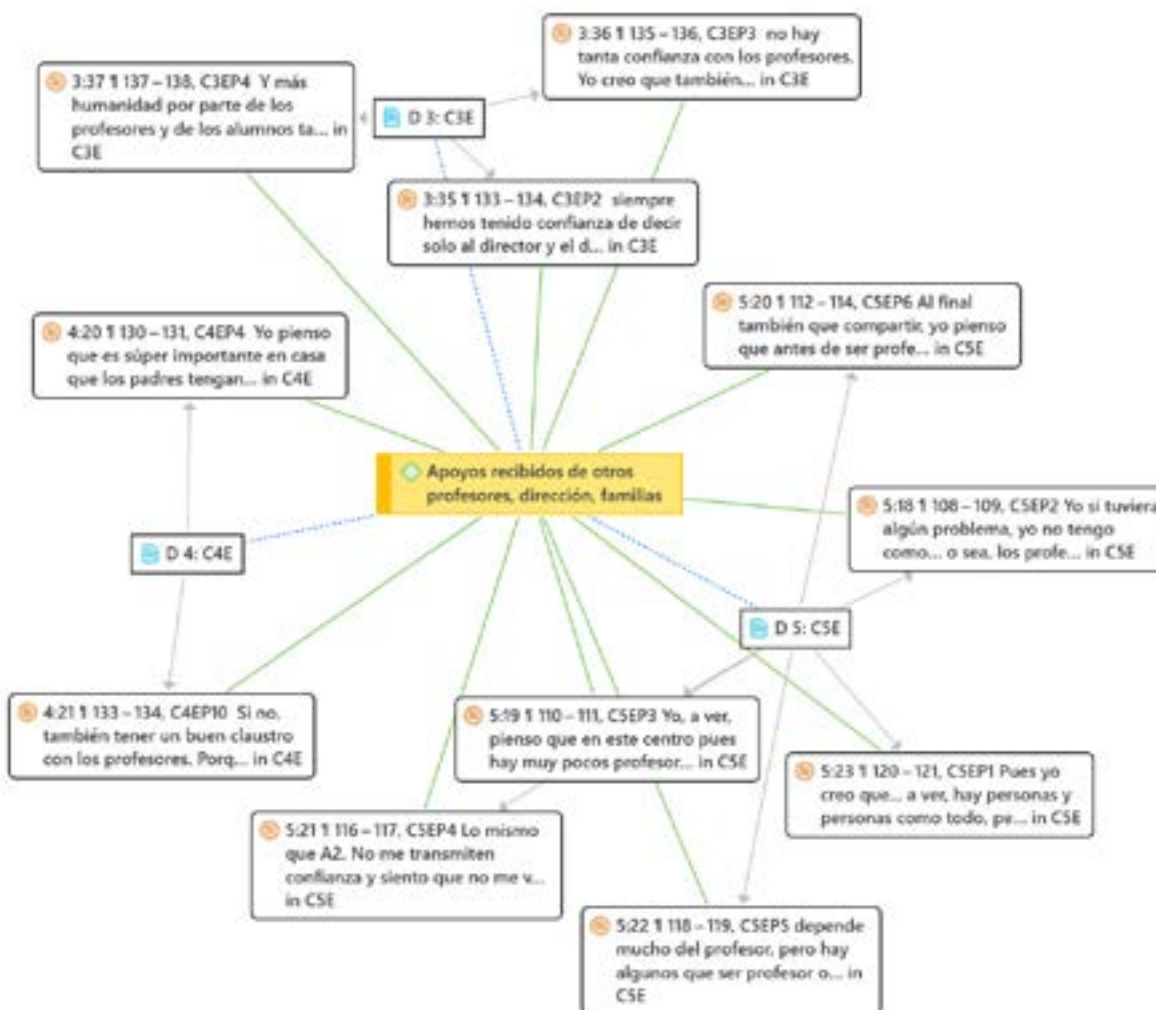 3:36 ¶ 135 – 136, C3EP3 no hay
tanta confianza con los profesores.
Yo creo que también... in C3E
3:37 ¶ 137 – 138, C3EP4 Y más
humanidad por parte de los
profesores y de los alumnos ta... in
C3E
D 3: C3E
3:35 ¶ 133 – 134, C3EP2 siempre
hemos tenido confianza de decir
solo al director y el d... in C3E
5:20 ¶ 112 – 114, C5EP6 Al final
también que compartir, yo pienso
que antes de ser profe... in C5E
4:20 ¶ 130 – 131, C4EP4 Yo pienso
que es súper importante en casa
que los padres tengan... in C4E
Apoyos recibidos de otros
profesores, dirección, familias
5:18 ¶ 108 – 109, C5EP2 Yo si tuviera
algún problema, yo no tengo
como... o sea, los profe... in C5E
D 4: C4E
D 5: C5E
4:21 ¶ 133 – 134, C4EP10 Si no,
también tener un buen claustro
con los profesores. Porq... in C4E
5:19 ¶ 110 – 111, C5EP3 Yo, a ver,
pienso que en este centro pues
hay muy pocos profesor... in C5E
5:23 ¶ 120 – 121, C5EP1 Pues yo
creo que... a ver, hay personas y
personas como todo, pe... in C5E
5:21 ¶ 116 – 117, C5EP4 Lo mismo
que A2. No me transmiten
confianza y siento que no me v...
in C5E
5:22 ¶ 118 – 119, C5EP5 depende
mucho del profesor, pero hay
algunos que ser profesor o... in
C5E